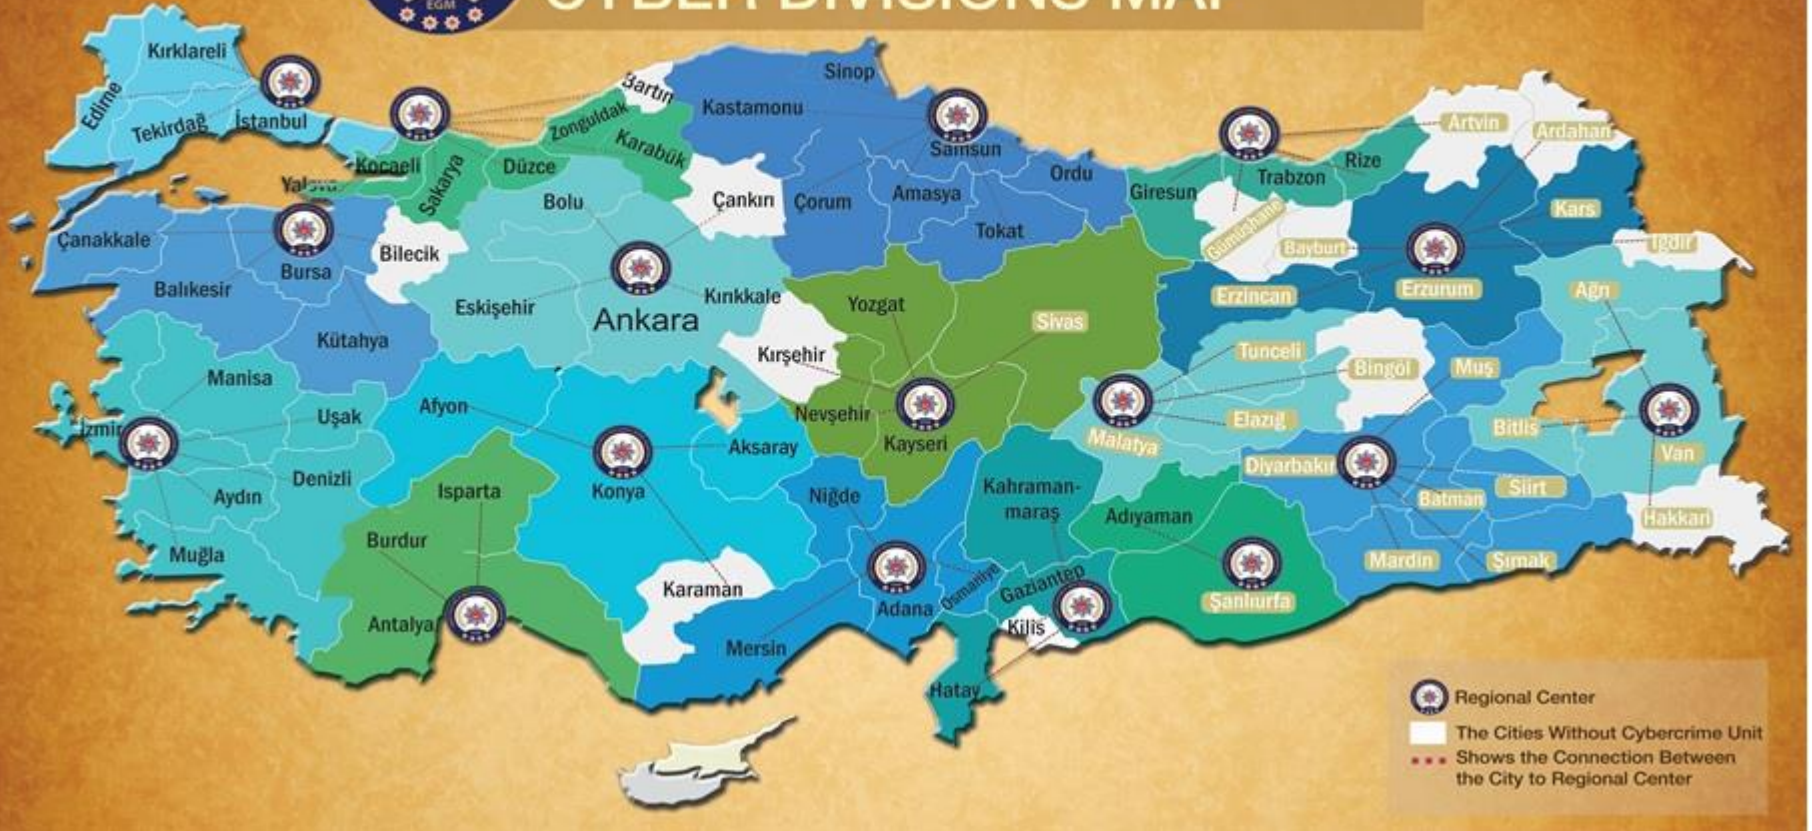 EGM
CYBER DIVISIONS MAP
Kırklareli
Edirne
Tekirdağ
İstanbul
Kocaeli
Yalova
Sakarya
Düzce
Zonguldak
Bartın
Karabük
Bolu
Kastamonu
Sinop
Samsun
Çankırı
Çorum
Amasya
Ordu
Tokat
Giresun
Trabzon
Rize
Artvin
Ardahan
Gümüşhane
Bayburt
Kars
Iğdır
Erzincan
Erzurum
Ağrı
Çanakkale
Bursa
Bilecik
Balıkesir
Kütahya
Eskişehir
Ankara
Kırıkkale
Kırşehir
Yozgat
Sivas
Tunceli
Bingöl
Muş
Elazığ
Malatya
Bitlis
Van
Manisa
Uşak
İzmir
Afyon
Aksaray
Nevşehir
Kayseri
Denizli
Aydın
Muğla
Isparta
Burdur
Antalya
Konya
Karaman
Niğde
Adana
Mersin
Osmaniye
Kahraman-
maraş
Gaziantep
Kilis
Hatay
Adıyaman
Şanlıurfa
Diyarbakır
Batman
Siirt
Mardin
Şırnak
Hakkari
Regional Center
The Cities Without Cybercrime Unit
Shows the Connection Between
the City to Regional Center